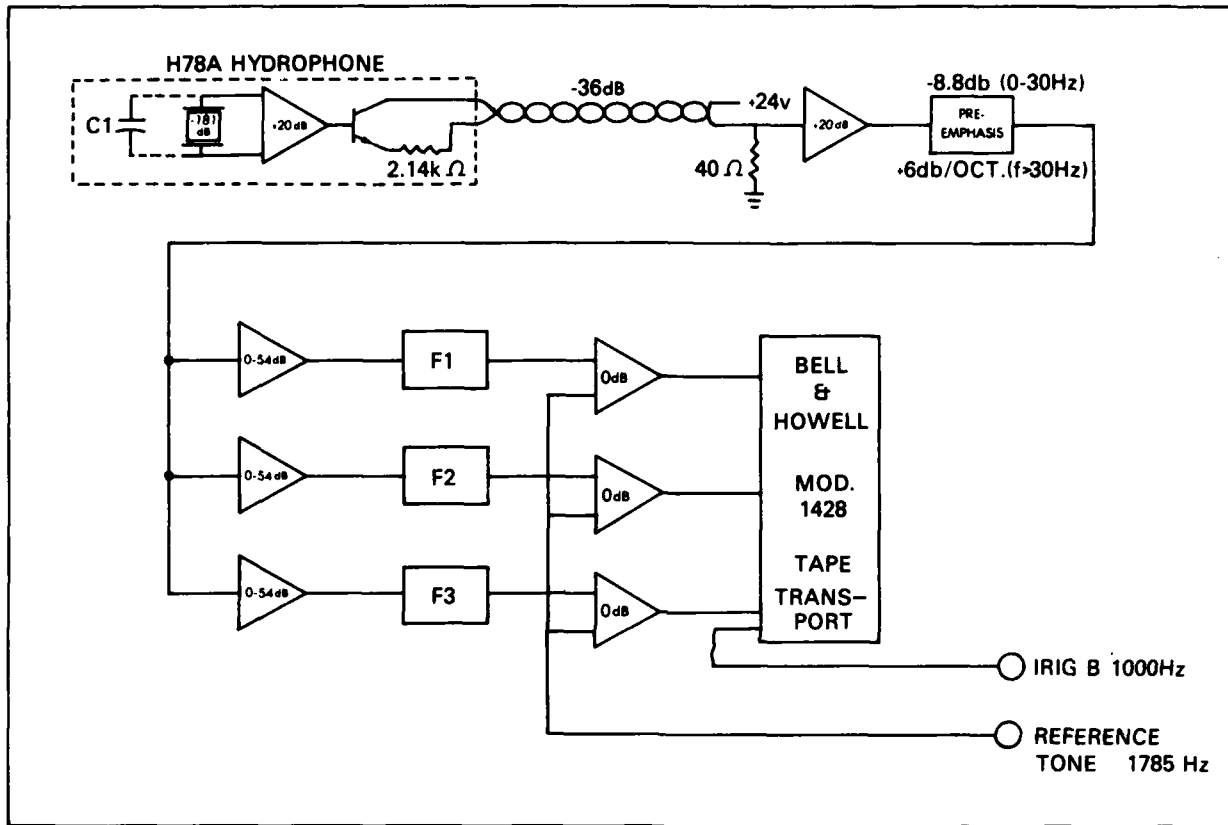 H78A HYDROPHONE
C1
-181
dB
+20dB
2.14k Ω
-36dB
+24v
40 Ω
+20dB
-8.8db (0-30Hz)
PRE-
EMPHASIS
+6db/OCT.(f>30Hz)
0-54dB
F1
0dB
0-54dB
F2
0dB
0-54dB
F3
0dB
BELL
&
HOWELL
MOD.
1428
TAPE
TRANS-
PORT
IRIG B 1000Hz
REFERENCE
TONE 1785 Hz